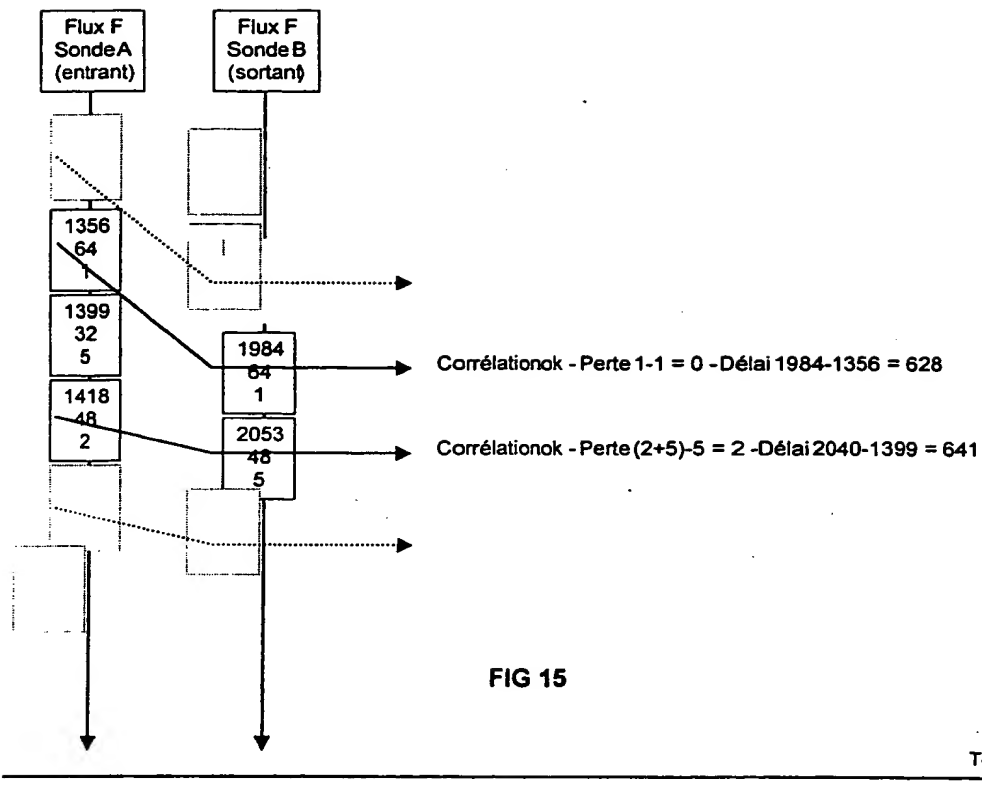 Flux F
Sonde A
(entrant)
Flux F
Sonde B
(sortant)
1356
64
1
1399
32
5
1418
48
2
1984
64
1
2053
48
5
Corrélationok - Perte 1-1 = 0 - Délai 1984-1356 = 628
Corrélationok - Perte (2+5)-5 = 2 - Délai 2040-1399 = 641
FIG 15